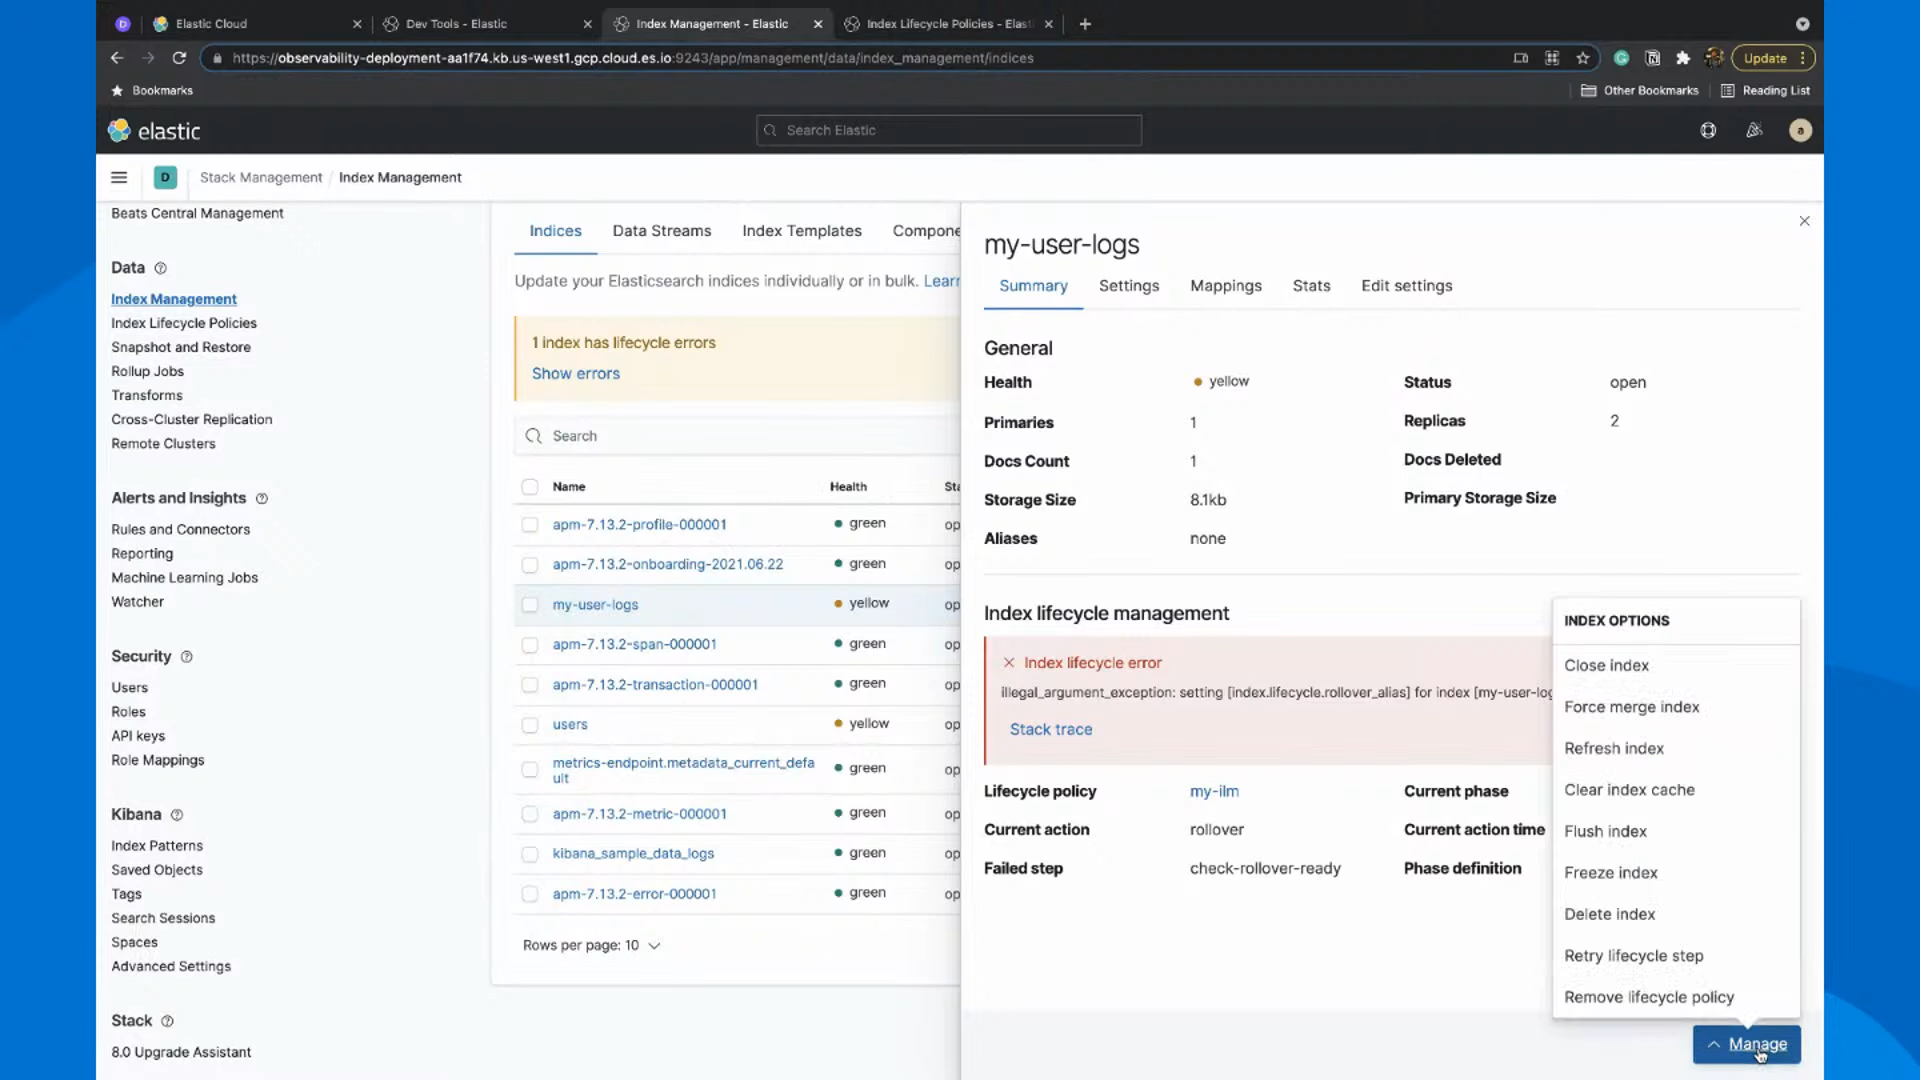 D
Elastic Cloud
Dev Tools - Elastic
Index Management - Elastic
Index Lifecycle Policies - Elast
https://observability-deployment-aa1f74.kb.us-west1.gcp.cloud.es.io:9243/app/management/data/index_management/indices
Update
Bookmarks
Other Bookmarks
Reading List
elastic
Search Elastic
a
D
Stack Management / Index Management
Beats Central Management
Data
Index Management
Index Lifecycle Policies
Snapshot and Restore
Rollup Jobs
Transforms
Cross-Cluster Replication
Remote Clusters
Alerts and Insights
Rules and Connectors
Reporting
Machine Learning Jobs
Watcher
Security
Users
Roles
API keys
Role Mappings
Kibana
Index Patterns
Saved Objects
Tags
Search Sessions
Spaces
Advanced Settings
Stack
8.0 Upgrade Assistant
Indices Data Streams Index Templates Compone
Update your Elasticsearch indices individually or in bulk. Learn
1 index has lifecycle errors
Show errors
Search
Name Health Sta
apm-7.13.2-profile-000001 green op
apm-7.13.2-onboarding-2021.06.22 green op
my-user-logs yellow op
apm-7.13.2-span-000001 green op
apm-7.13.2-transaction-000001 green op
users yellow op
metrics-endpoint.metadata_current_defa
ult green op
apm-7.13.2-metric-000001 green op
kibana_sample_data_logs green op
apm-7.13.2-error-000001 green op
Rows per page: 10
my-user-logs
Summary Settings Mappings Stats Edit settings
General
Health yellow Status open
Primaries 1 Replicas 2
Docs Count 1 Docs Deleted
Storage Size 8.1kb Primary Storage Size
Aliases none
Index lifecycle management
Index lifecycle error
illegal_argument_exception: setting [index.lifecycle.rollover_alias] for index [my-user-log
Stack trace
Lifecycle policy my-ilm Current phase
Current action rollover Current action time
Failed step check-rollover-ready Phase definition
INDEX OPTIONS
Close index
Force merge index
Refresh index
Clear index cache
Flush index
Freeze index
Delete index
Retry lifecycle step
Remove lifecycle policy
Manage